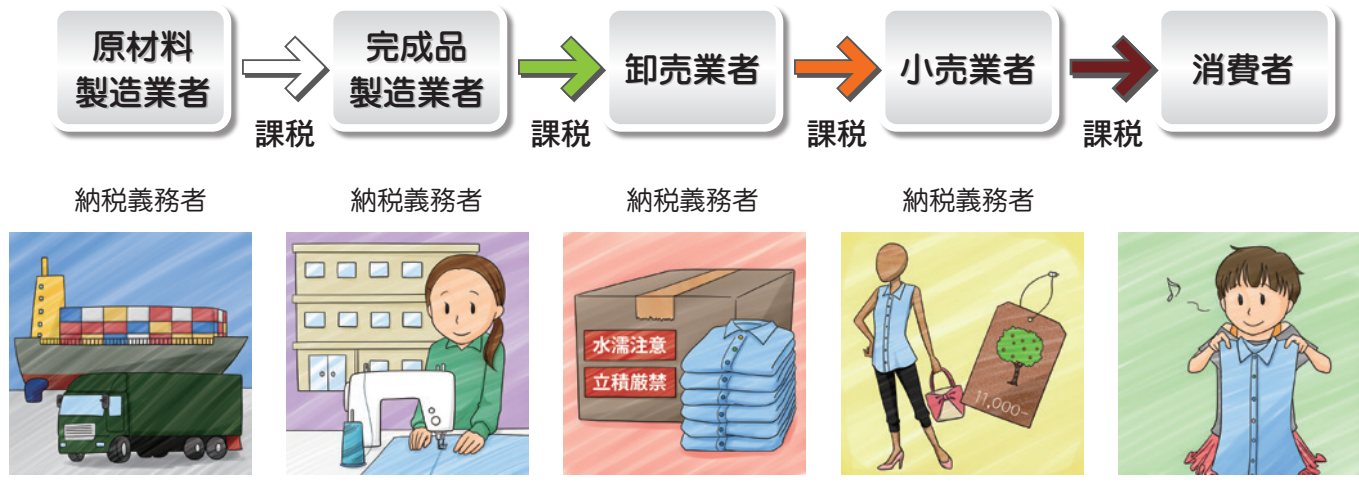 原材料
製造業者
完成品
製造業者
卸売業者
小売業者
消費者
課税
課税
課税
課税
納税義務者
納税義務者
納税義務者
納税義務者
水濡注意
立積厳禁
11,000-